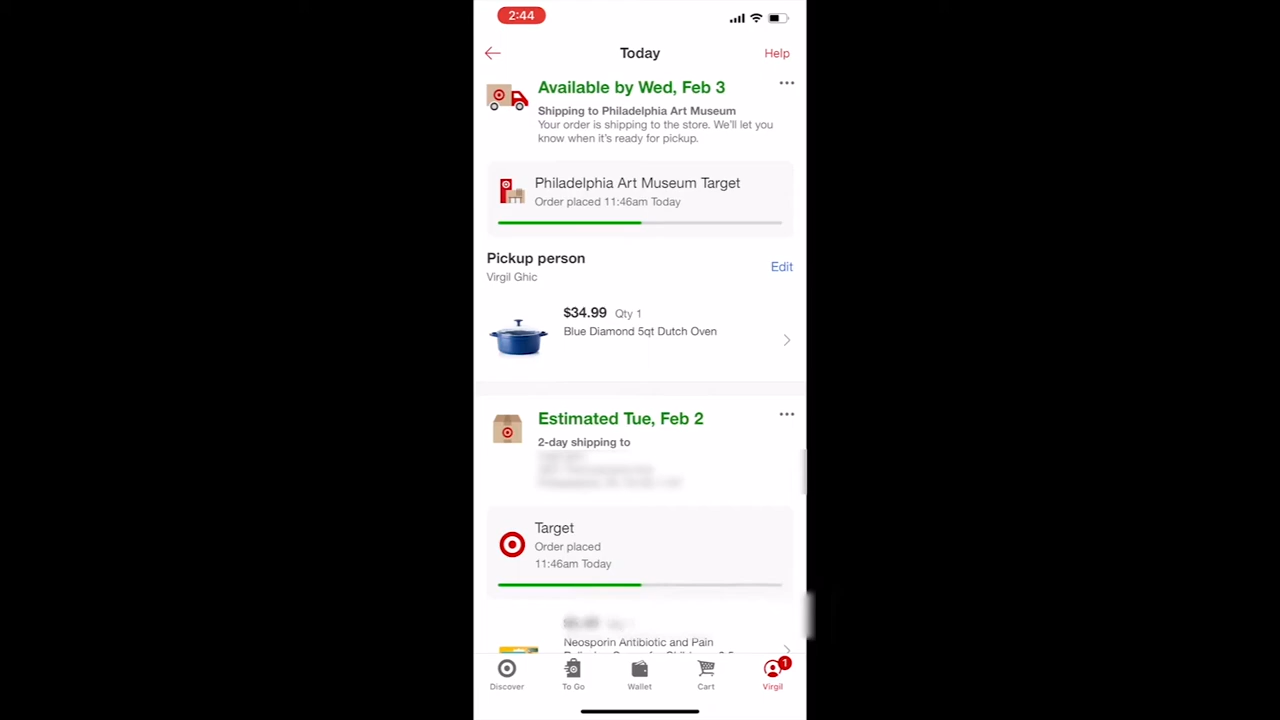 2:44
Today
Help
Available by Wed, Feb 3
Shipping to Philadelphia Art Museum
Your order is shipping to the store. We'll let you
know when it's ready for pickup.
Philadelphia Art Museum Target
Order placed 11:46am Today
Pickup person
Edit
Virgil Ghic
$34.99 Qty 1
Blue Diamond 5qt Dutch Oven
Estimated Tue, Feb 2
2-day shipping to
Target
Order placed
11:46am Today
Neosporin Antibiotic and Pain
Discover
To Go
Wallet
Cart
1
Virgil